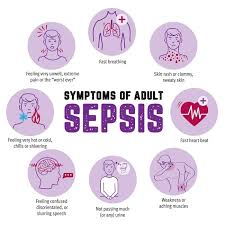 Feeling very unwell, extreme
pain or the "worst ever"
Fast breathing
Skin rash or clammy,
sweaty skin
SYMPTOMS OF ADULT
SEPSIS
Feeling very hot or cold,
chills or shivering
Fast heart beat
Feeling confused
disorientated, or
slurring speech
Not passing much
(or any) urine
Weakness or
aching muscles